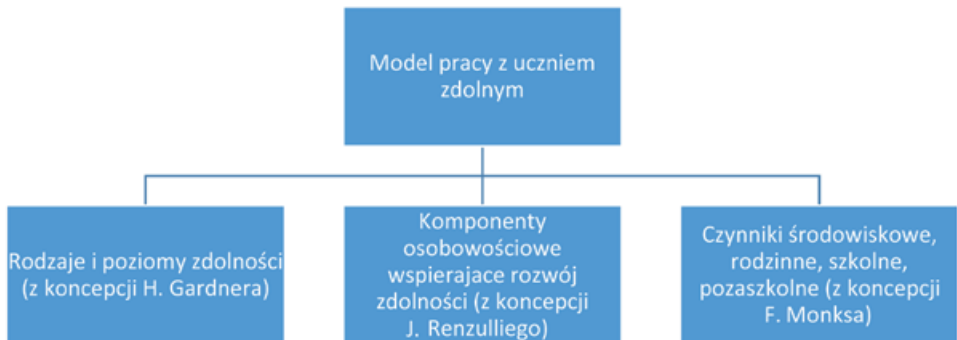 Model pracy z uczniem
zdolnym
Rodzaje i poziomy zdolności
(z koncepcji H. Gardnera)
Komponenty
osobowościowe
wspierajace rozwój
zdolności (z koncepcji
J. Renzulliego)
Czynniki środowiskowe,
rodzinne, szkolne,
pozaszkolne (z koncepcji
F. Monksa)